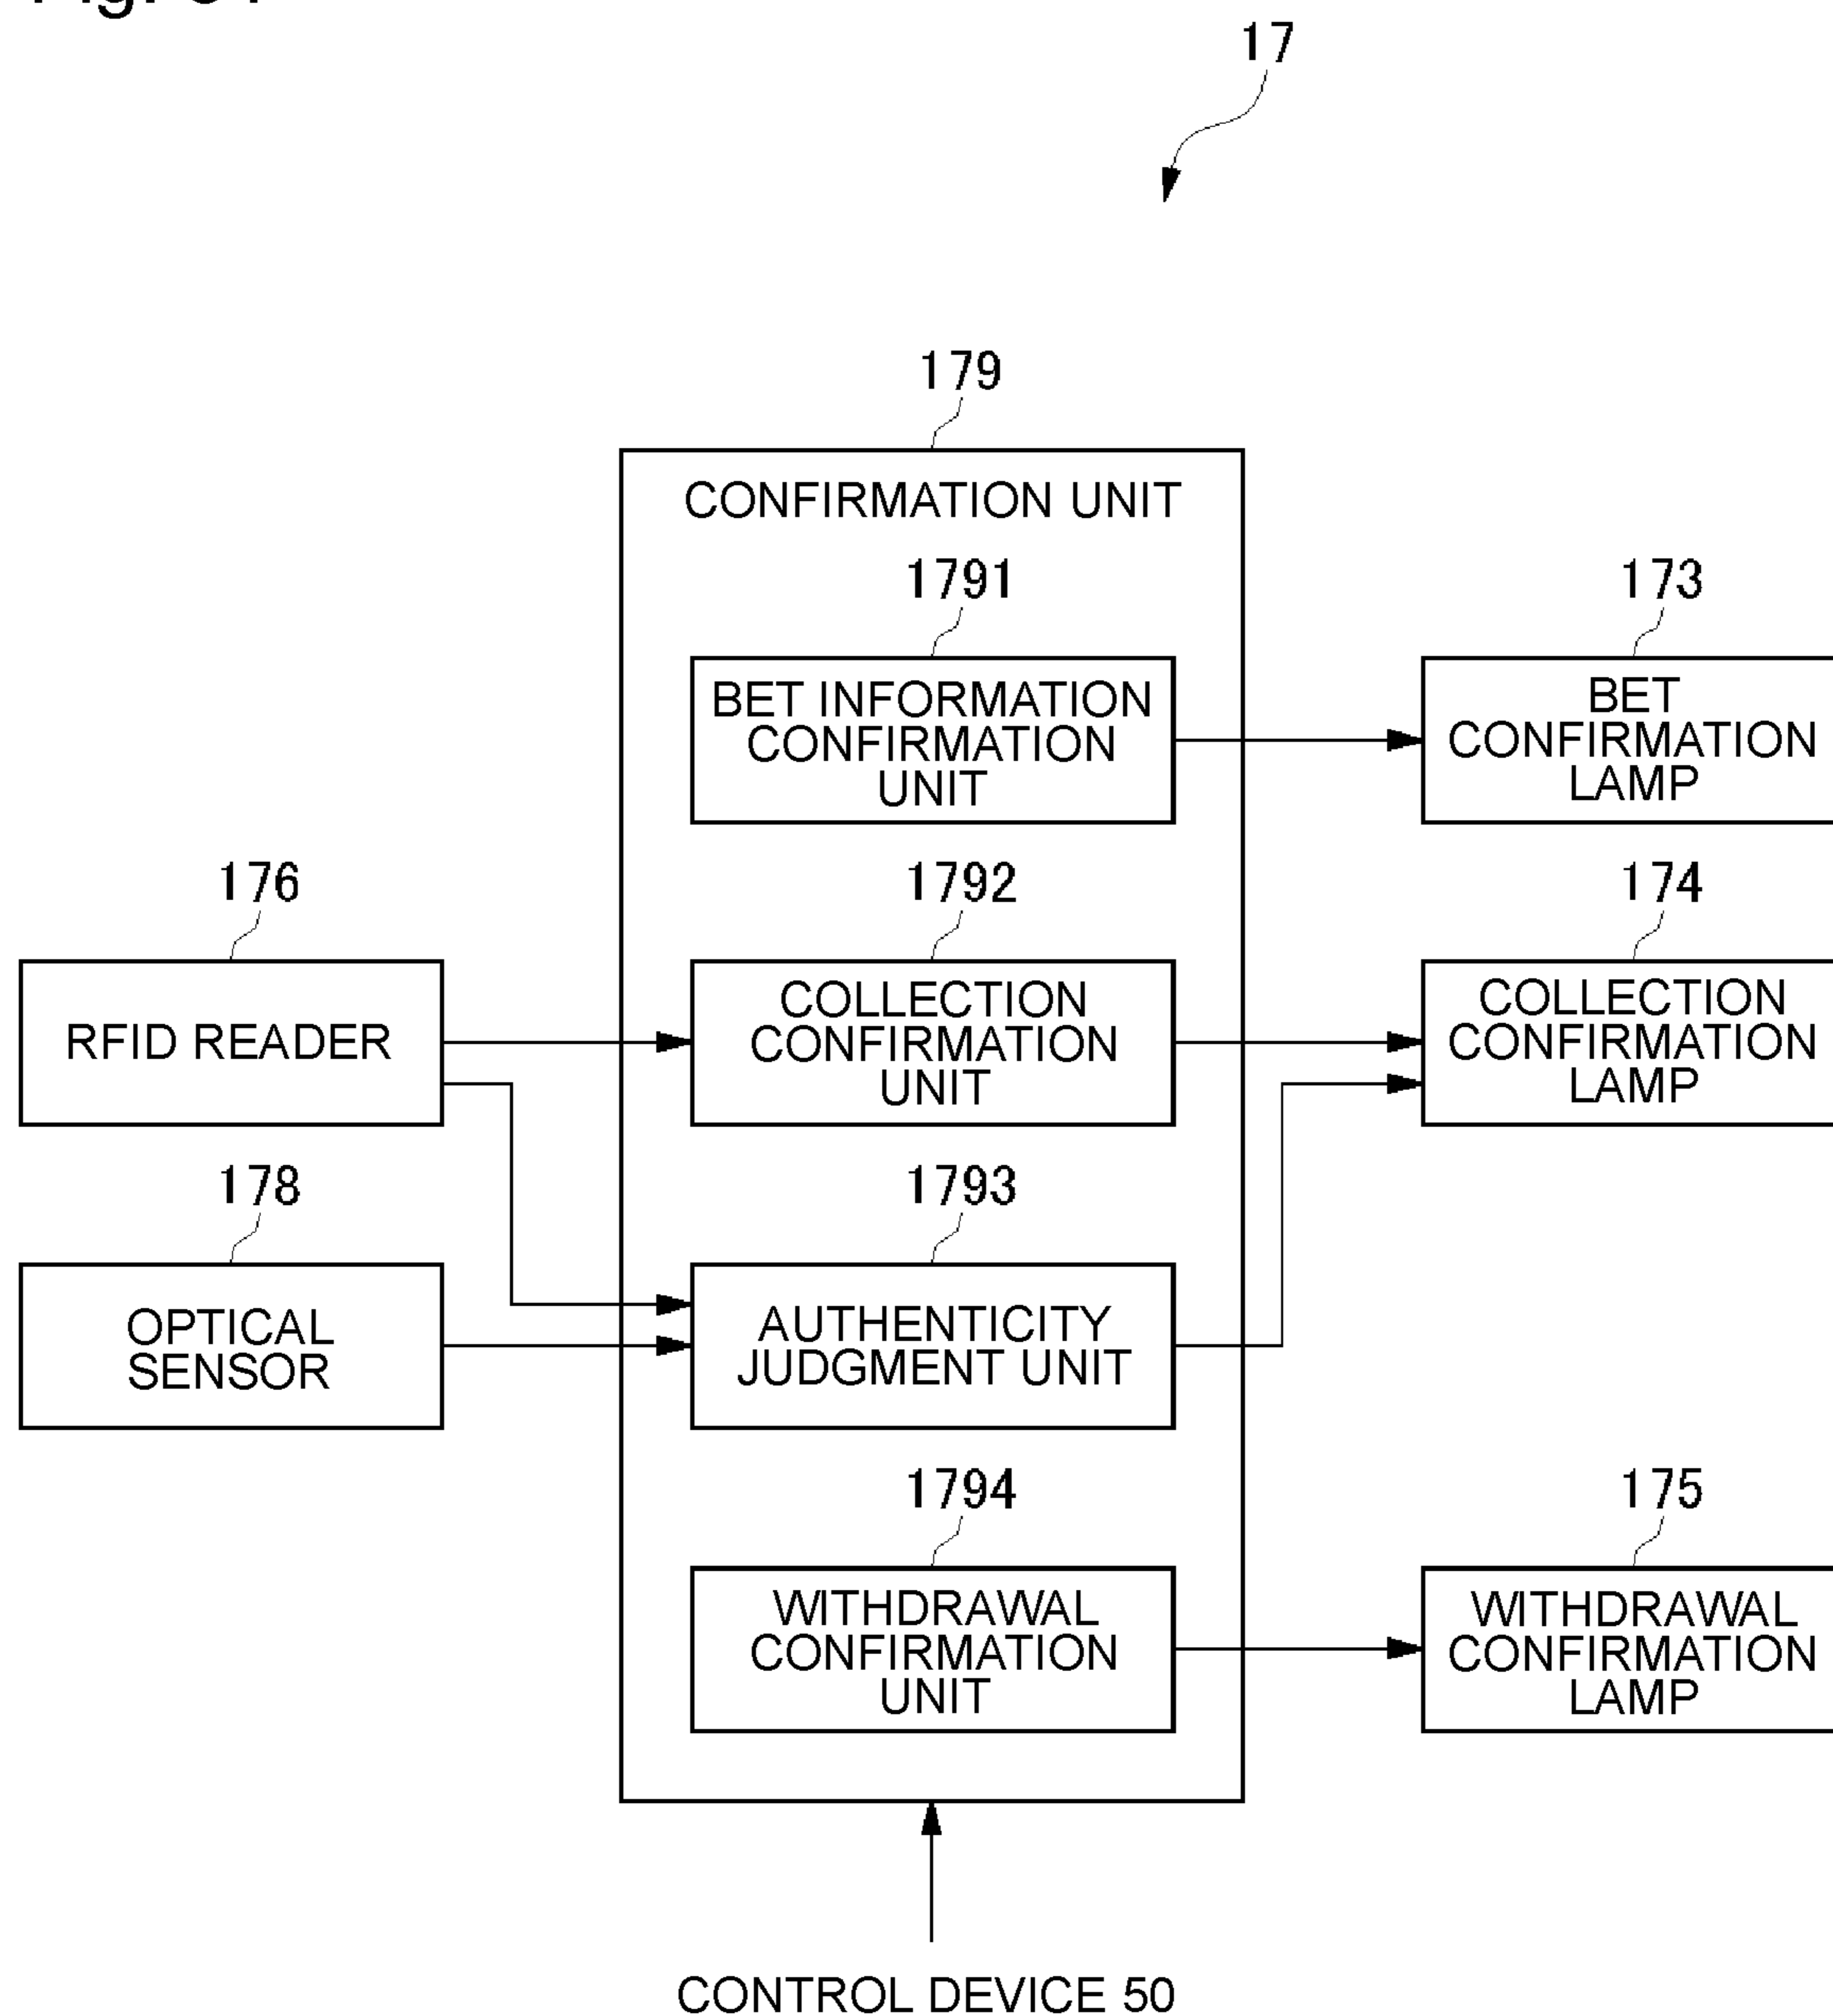 17
179
CONFIRMATION UNIT
1791
173
BET INFORMATION
CONFIRMATION
UNIT
BET
CONFIRMATION
LAMP
176
1792
174
RFID READER
COLLECTION
CONFIRMATION
UNIT
COLLECTION
CONFIRMATION
LAMP
178
1793
OPTICAL
SENSOR
AUTHENTICITY
JUDGMENT UNIT
1794
175
WITHDRAWAL
CONFIRMATION
UNIT
WITHDRAWAL
CONFIRMATION
LAMP
CONTROL DEVICE 50